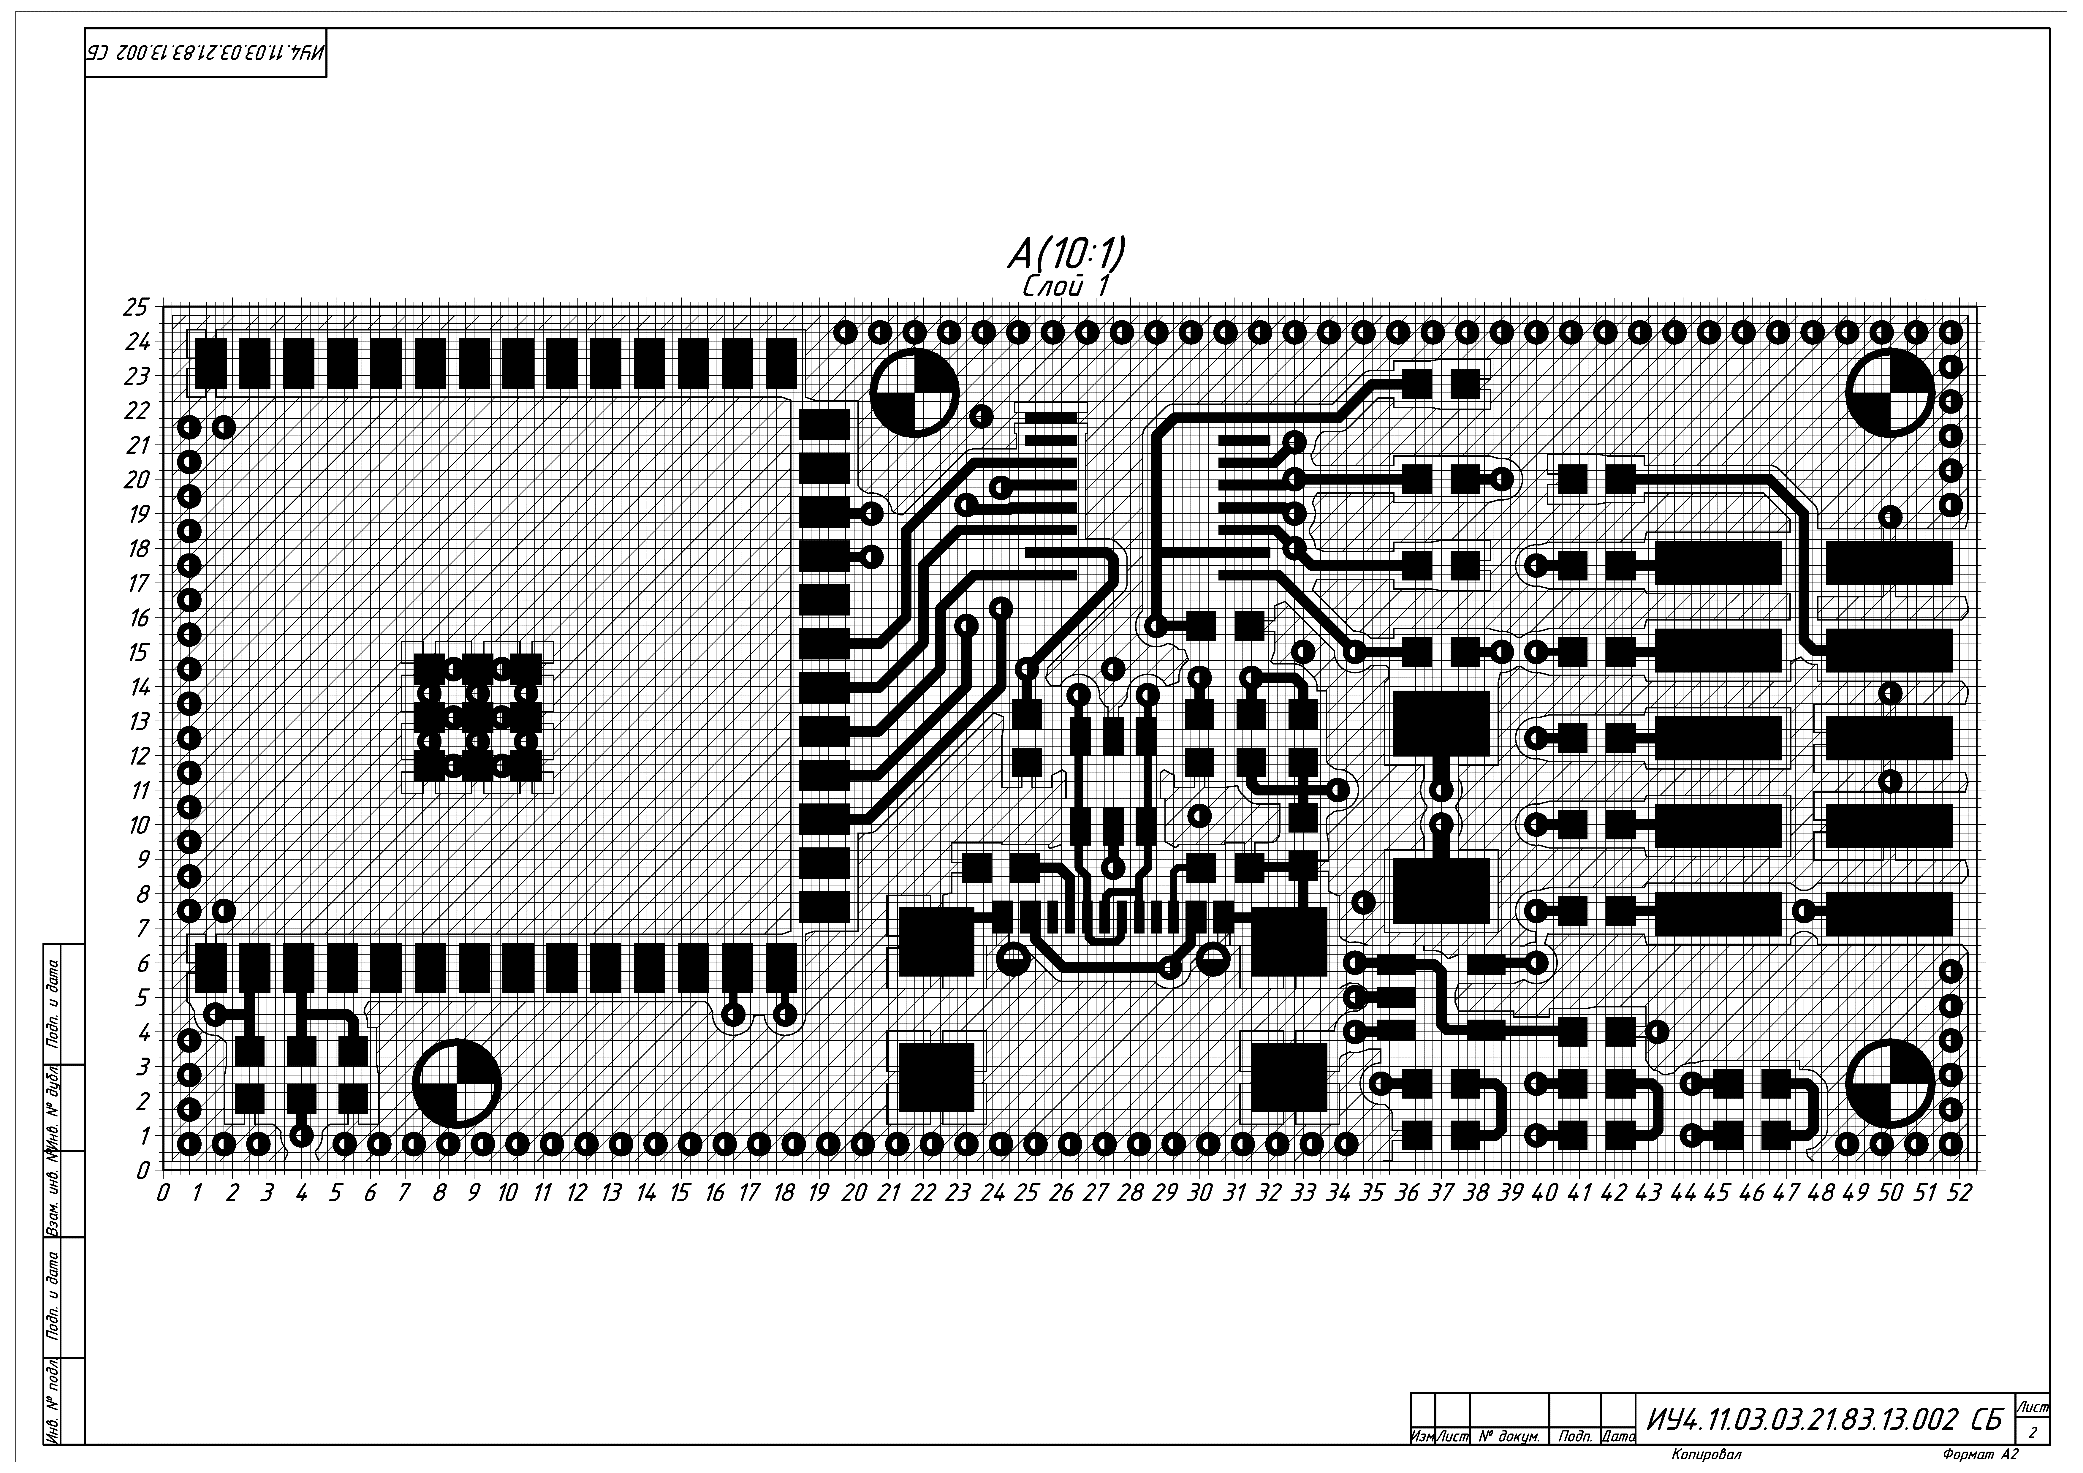 ИУ4.11.03.03.21.83.13.002 СБ
А(10:1)
Слой 1
25
24
23
22
21
20
19
18
17
16
15
14
13
12
11
10
9
8
7
6
5
4
3
2
1
0
0 1 2 3 4 5 6 7 8 9 10 11 12 13 14 15 16 17 18 19 20 21 22 23 24 25 26 27 28 29 30 31 32 33 34 35 36 37 38 39 40 41 42 43 44 45 46 47 48 49 50 51 52
Подп. и дата
Инв. № дубл.
Взам. инв. №
Подп. и дата
Инв. № подл.
ИУ4.11.03.03.21.83.13.002 СБ
Лист
2
Изм Лист № докум. Подп. Дата
Копировал Формат А2